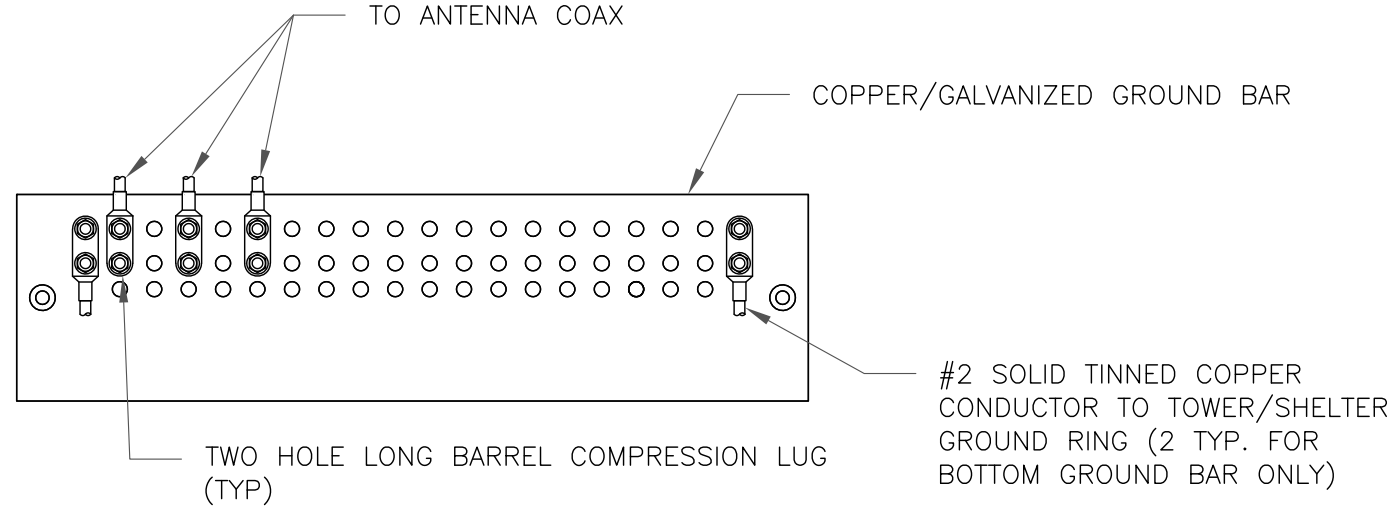 TO ANTENNA COAX
COPPER/GALVANIZED GROUND BAR
#2 SOLID TINNED COPPER
CONDUCTOR TO TOWER/SHELTER
GROUND RING (2 TYP. FOR
BOTTOM GROUND BAR ONLY)
TWO HOLE LONG BARREL COMPRESSION LUG
(TYP)